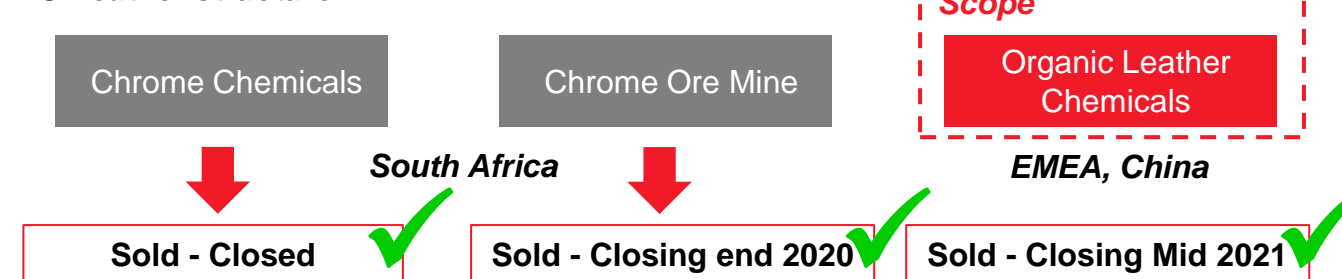 Scope
Chrome Chemicals
Chrome Ore Mine
Organic Leather
Chemicals
South Africa
EMEA, China
Sold - Closed
Sold - Closing end 2020
Sold - Closing Mid 2021